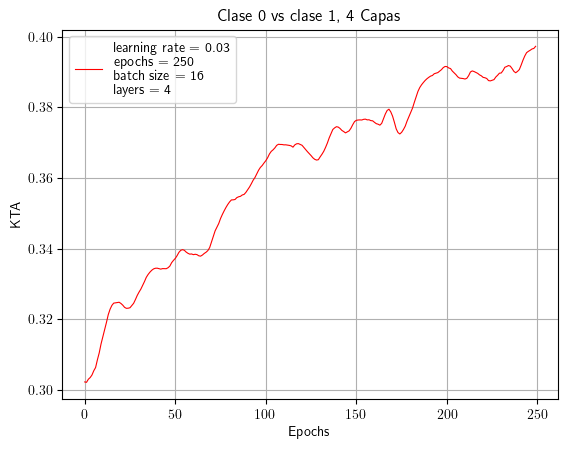 Clase 0 vs clase 1, 4 Capas
learning rate = 0.03
epochs = 250
batch size = 16
layers = 4
KTA
0.40
0.38
0.36
0.34
0.32
0.30
0 50 100 150 200 250
Epochs